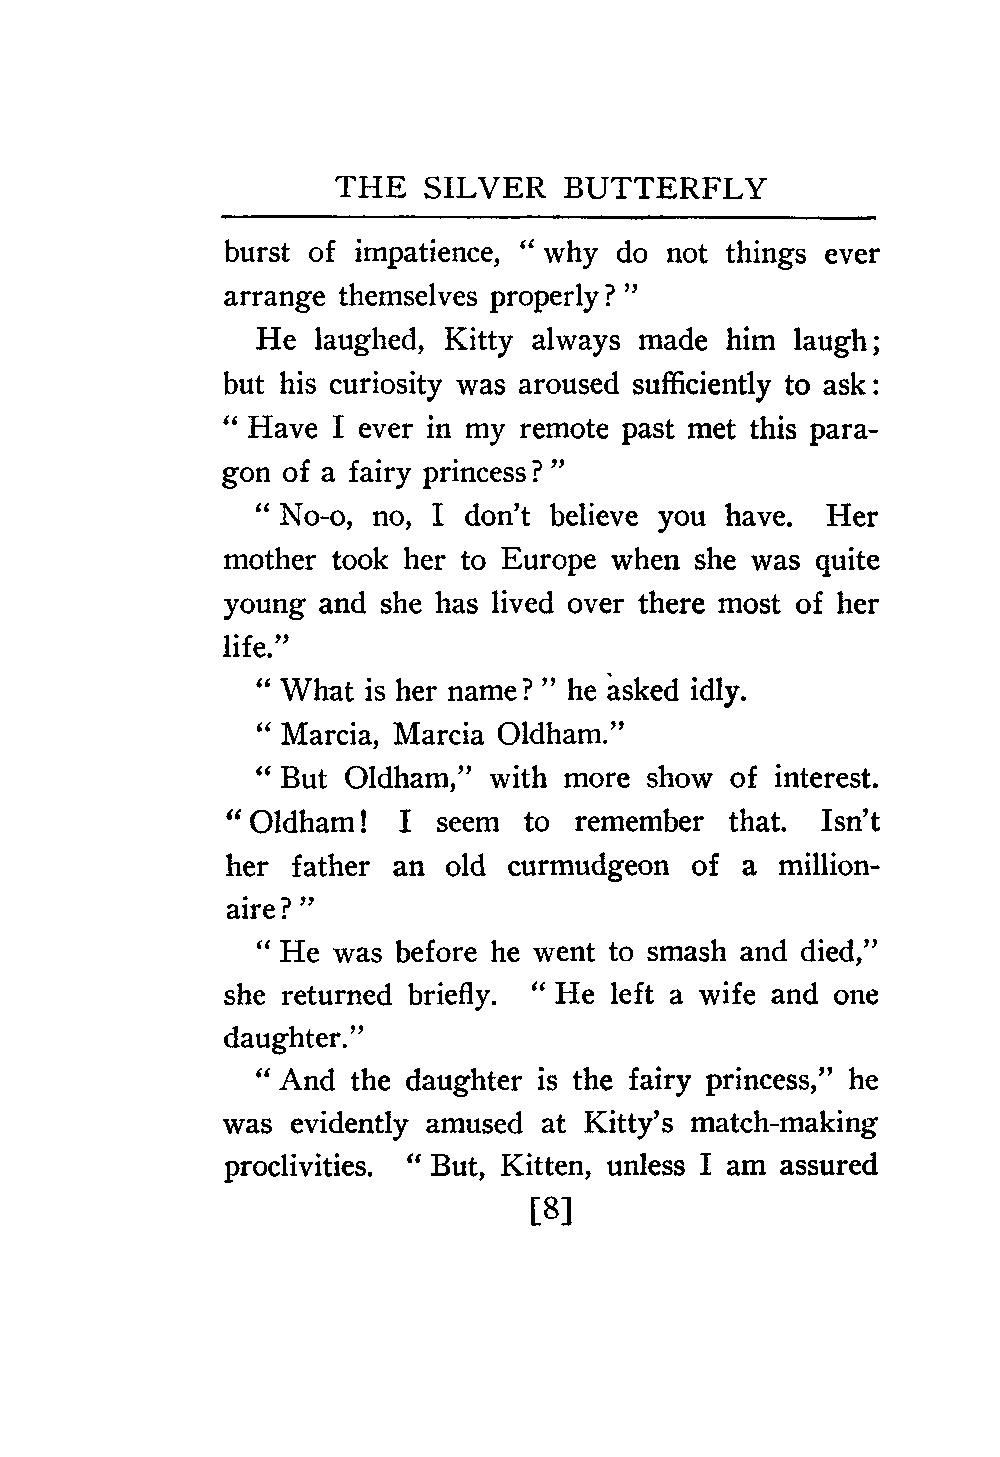 THE SILVER BUTTERFLY
burst of impatience, “ why do not things ever
arrange themselves properly? ”
He laughed, Kitty always made him laugh;
but his curiosity was aroused sufficiently to ask:
“ Have I ever in my remote past met this para-
gon of a fairy princess? ”
“ No-o, no, I don’t believe you have. Her
mother took her to Europe when she was quite
young and she has lived over there most of her
life.”
“ What is her name? ” he asked idly.
“ Marcia, Marcia Oldham.”
“ But Oldham,” with more show of interest.
“ Oldham! I seem to remember that. Isn’t
her father an old curmudgeon of a million-
aire? ”
“ He was before he went to smash and died,”
she returned briefly. “ He left a wife and one
daughter.”
“ And the daughter is the fairy princess,” he
was evidently amused at Kitty’s match-making
proclivities. “ But, Kitten, unless I am assured
[8]